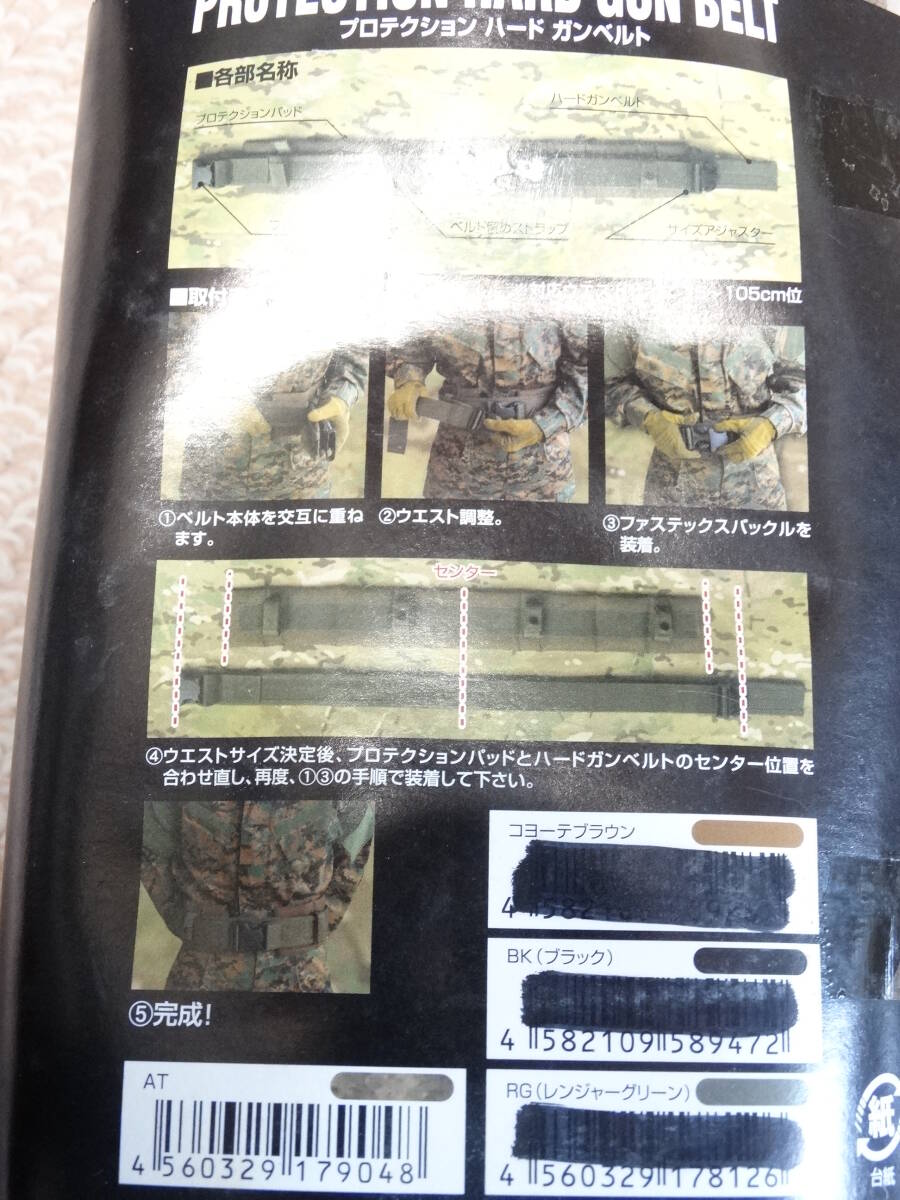 PROTECTION HARD GUN BELT
プロテクション ハード ガンベルト
■各部名称
プロテクションパッド
ハードガンベルト
ベルト留めストラップ
サイズアジャスター
■取付
105cm位
①ベルト本体を交互に重ね
ます。
②ウエスト調整。
③ファステックスバックルを
装着。
センター
④ウエストサイズ決定後、プロテクションパッドとハードガンベルトのセンター位置を
合わせ直し、再度、①③の手順で装着して下さい。
⑤完成!
コヨーテブラウン
BK(ブラック)
4 582109 589472
AT
4 560329 179048
RG(レンジャーグリーン)
4 560329 178126
紙
台紙